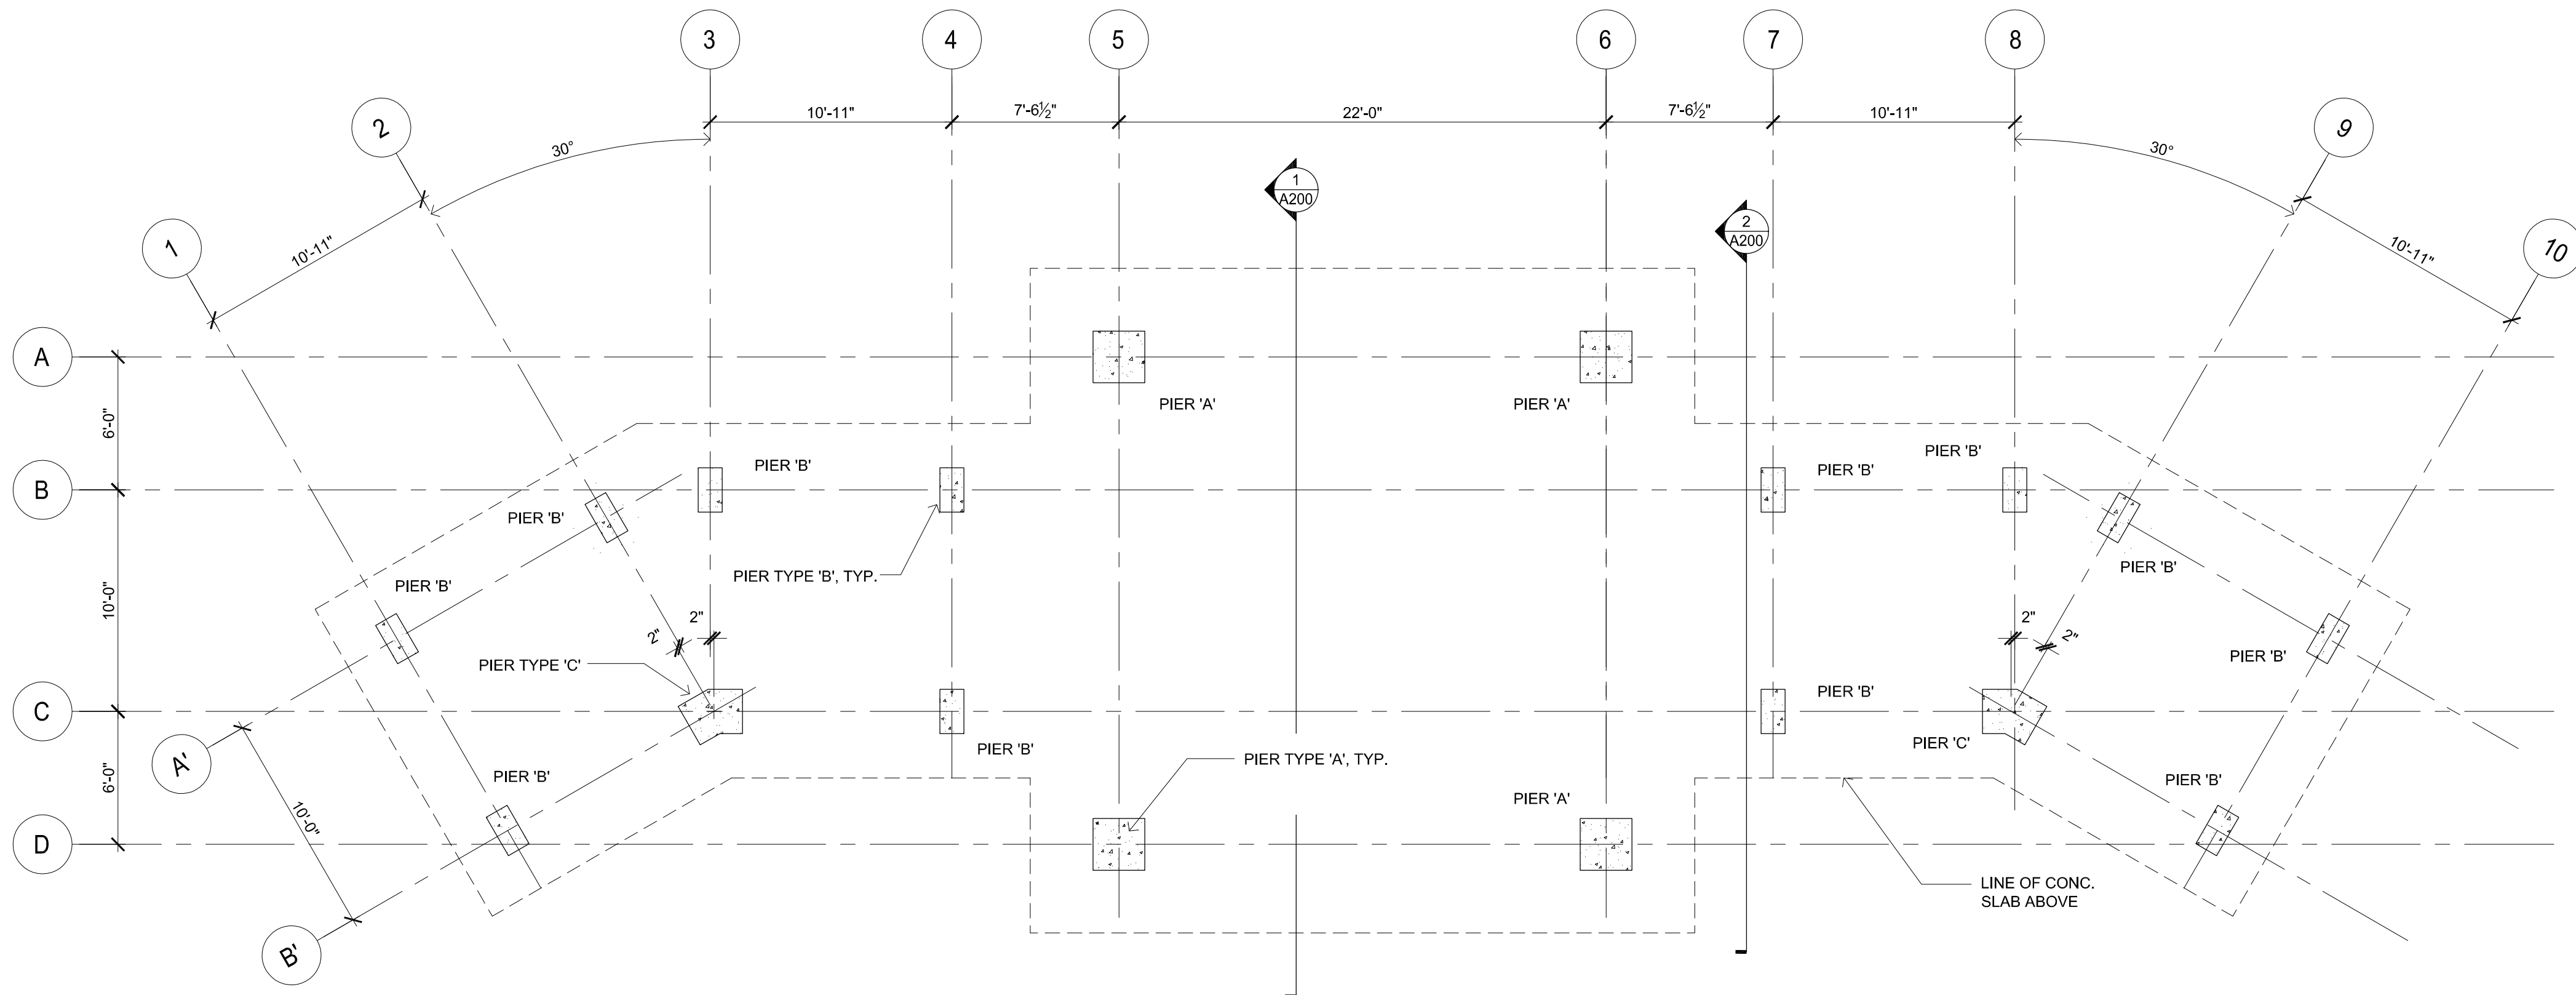 3
4
5
6
7
8
10'-11"
7'-6½"
22'-0"
7'-6½"
10'-11"
2
9
30°
30°
1
10
10'-11"
10'-11"
1
A200
2
A200
A
PIER 'A'
PIER 'A'
6'-0"
B
PIER 'B'
PIER 'B'
PIER 'B'
PIER 'B'
PIER TYPE 'B', TYP.
PIER 'B'
PIER 'B'
10'-0"
2"
2"
2"
2"
PIER TYPE 'C'
PIER 'B'
C
PIER 'B'
PIER 'B'
PIER 'C'
A'
PIER TYPE 'A', TYP.
6'-0"
PIER 'B'
PIER 'B'
PIER 'A'
10'-0"
D
LINE OF CONC.
SLAB ABOVE
B'